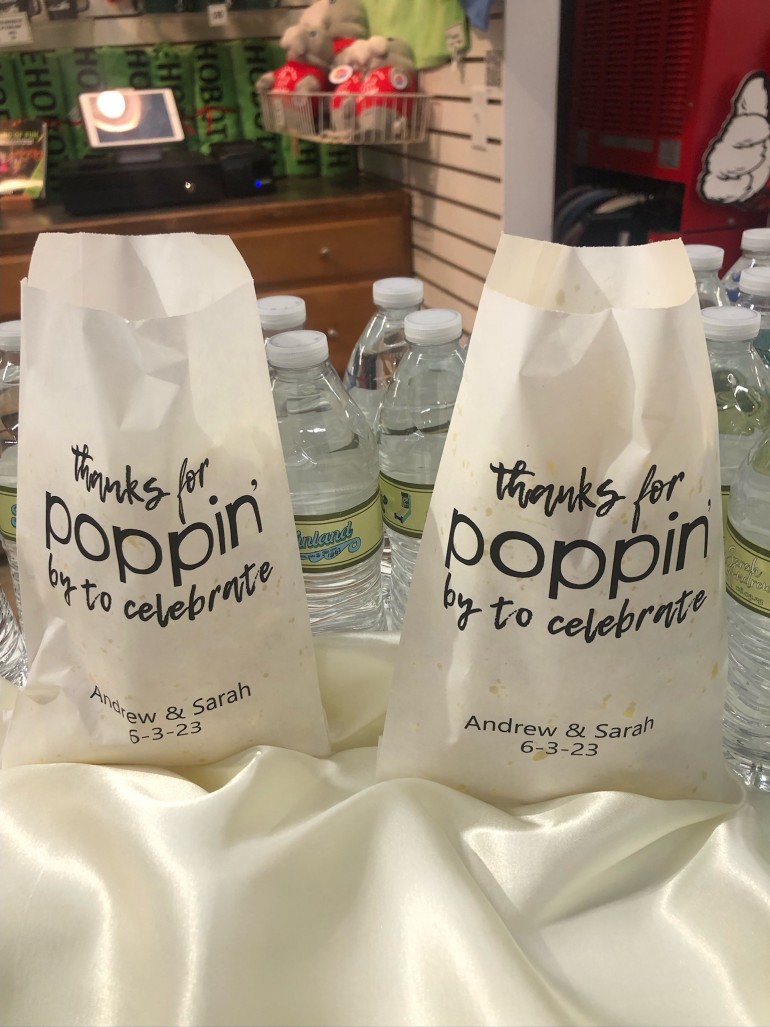 thanks for
poppin'
by to celebrate
Andrew & Sarah
6-3-23
thanks for
poppin'
by to celebrate
Andrew & Sarah
6-3-23